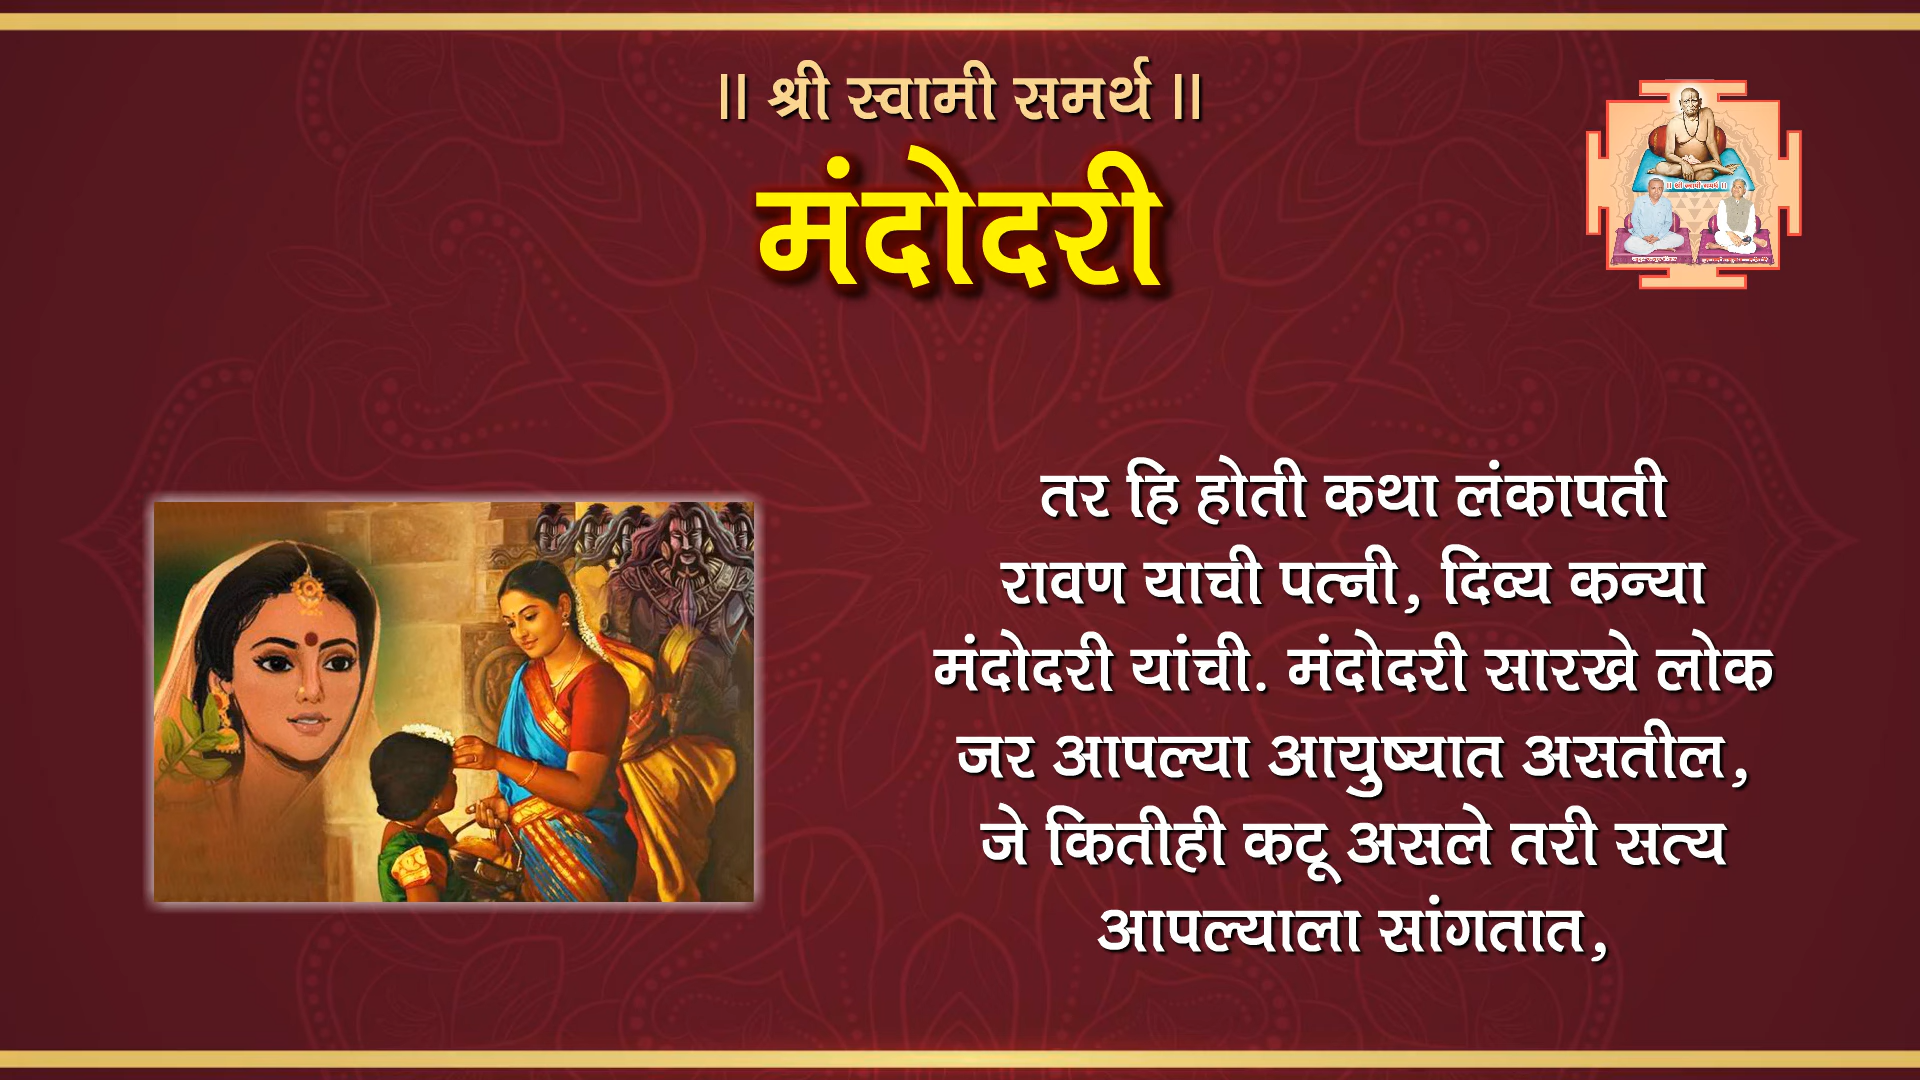 ॥ श्री स्वामी समर्थ ॥
मंदोदरी
॥ श्री स्वामी समर्थ ॥
तर हि होती कथा लंकापती
रावण याची पत्नी, दिव्य कन्या
मंदोदरी यांची. मंदोदरी सारखे लोक
जर आपल्या आयुष्यात असतील,
जे कितीही कटू असले तरी सत्य
आपल्याला सांगतात,